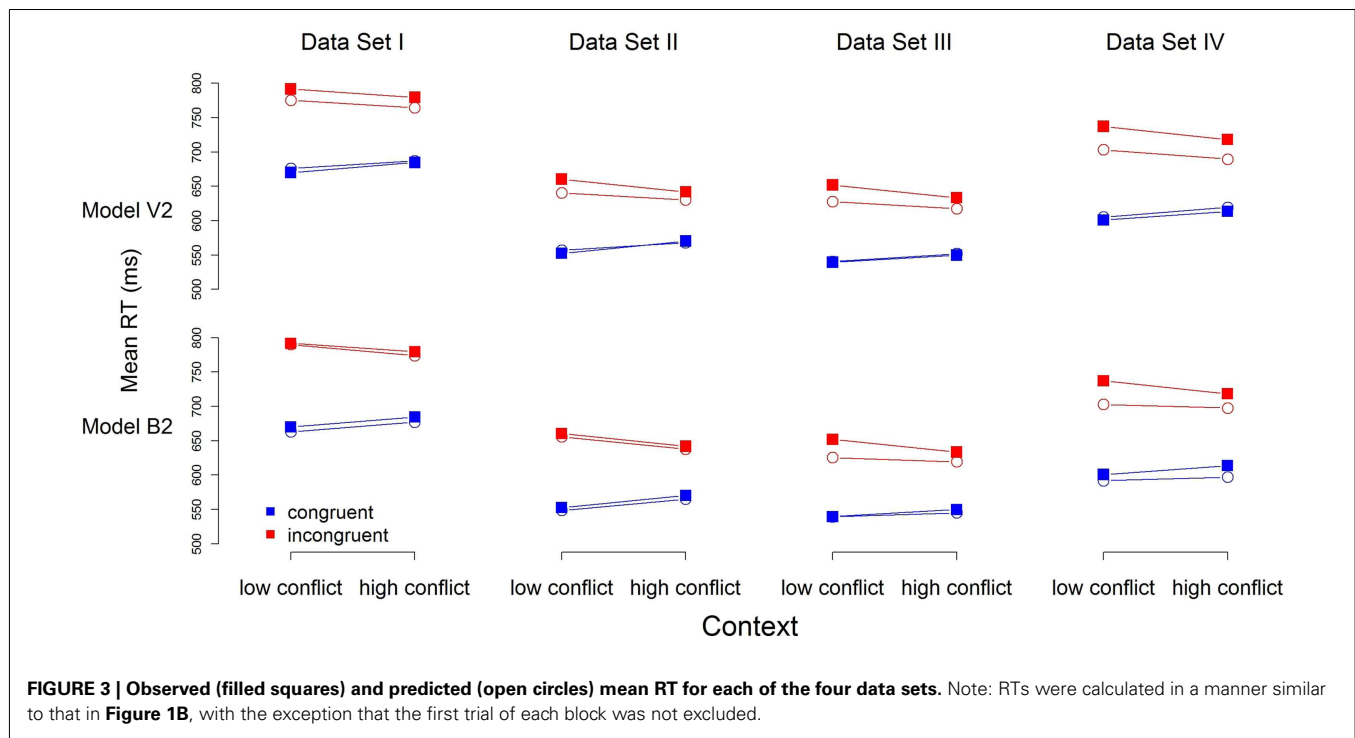 Data Set I Data Set II Data Set III Data Set IV
800
750
700
650
600
550
500
Model V2
Mean RT (ms)
800
750
700
650
600
550
500
Model B2
congruent
incongruent
low conflict high conflict low conflict high conflict low conflict high conflict low conflict high conflict
Context
FIGURE 3 | Observed (filled squares) and predicted (open circles) mean RT for each of the four data sets. Note: RTs were calculated in a manner similar
to that in Figure 1B, with the exception that the first trial of each block was not excluded.